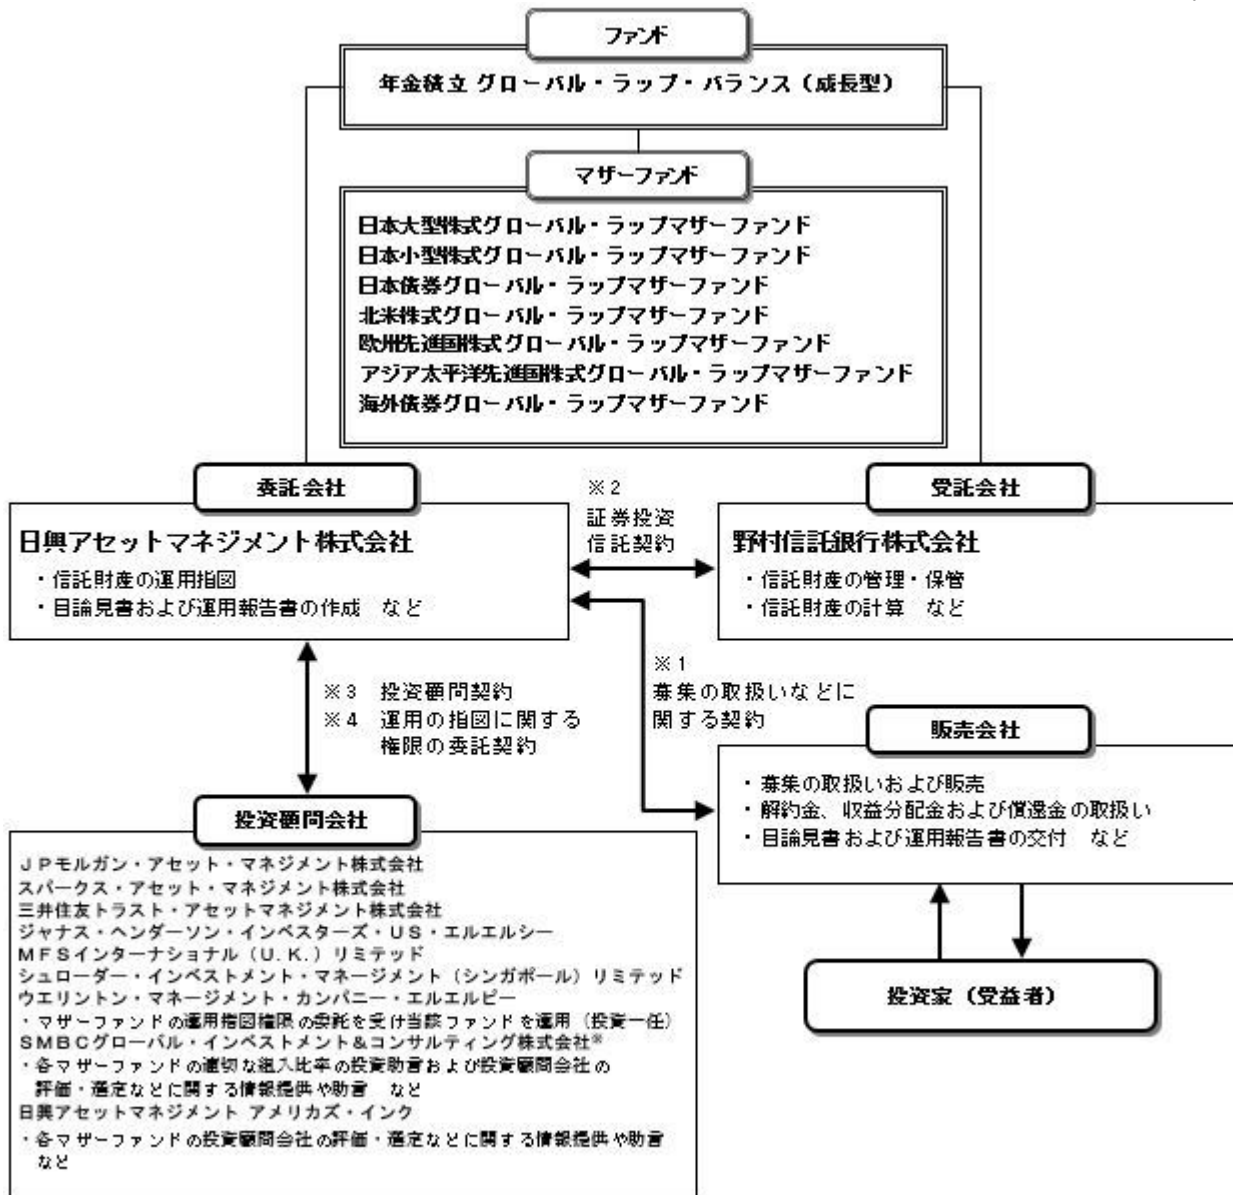 ファンド
年金積立 グローバル・ラップ・バランス（成長型）
マザーファンド
日本大型株式グローバル・ラップマザーファンド
日本小型株式グローバル・ラップマザーファンド
日本債券グローバル・ラップマザーファンド
北米株式グローバル・ラップマザーファンド
欧州先進国株式グローバル・ラップマザーファンド
アジア太平洋先進国株式グローバル・ラップマザーファンド
海外債券グローバル・ラップマザーファンド
委託会社
日興アセットマネジメント株式会社
・信託財産の運用指図
・目論見書および運用報告書の作成　など
※２
証券投資
信託契約
受託会社
野村信託銀行株式会社
・信託財産の管理・保管
・信託財産の計算　など
※３　投資顧問契約
※４　運用の指図に関する
権限の委託契約
※１
募集の取扱いなどに
関する契約
販売会社
・募集の取扱いおよび販売
・解約金、収益分配金および償還金の取扱い
・目論見書および運用報告書の交付　など
投資家（受益者）
投資顧問会社
ＪＰモルガン・アセット・マネジメント株式会社
スパークス・アセット・マネジメント株式会社
三井住友トラスト・アセットマネジメント株式会社
ジャナス・ヘンダーソン・インベスターズ・ＵＳ・エルエルシー
ＭＦＳインターナショナル（Ｕ.Ｋ.）リミテッド
シュローダー・インベストメント・マネージメント（シンガポール）リミテッド
ウエリントン・マネージメント・カンパニー・エルエルピー
・マザーファンドの運用指図権限の委託を受け当該ファンドを運用（投資一任）
ＳＭＢＣグローバル・インベストメント＆コンサルティング株式会社※
・各マザーファンドの適切な組入比率の投資助言および投資顧問会社の
評価・選定などに関する情報提供や助言　など
日興アセットマネジメント アメリカズ・インク
・各マザーファンドの投資顧問会社の評価・選定などに関する情報提供や助言
など